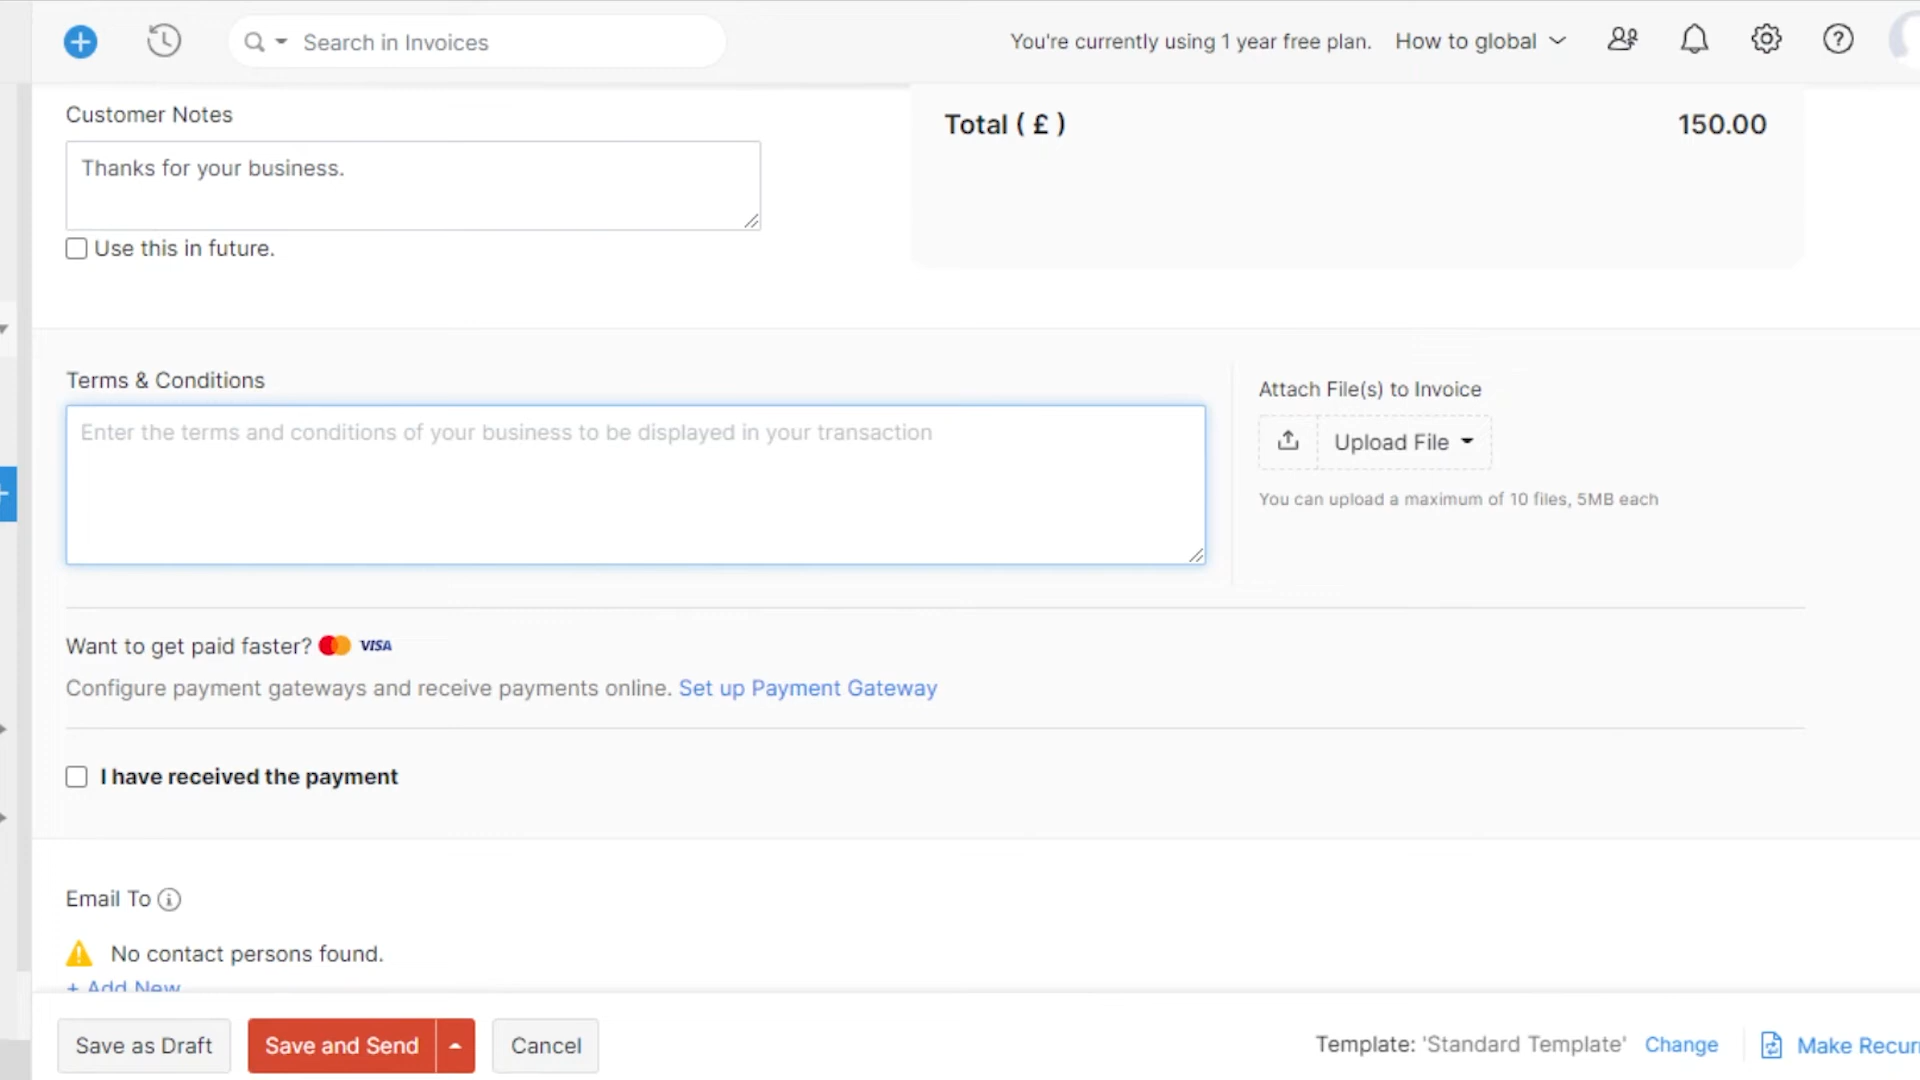 Search in Invoices
You're currently using 1 year free plan. How to global
Customer Notes
Thanks for your business.
Use this in future.
Total ( £ ) 150.00
Terms & Conditions
Enter the terms and conditions of your business to be displayed in your transaction
Attach File(s) to Invoice
Upload File
You can upload a maximum of 10 files, 5MB each
Want to get paid faster? VISA
Configure payment gateways and receive payments online. Set up Payment Gateway
I have received the payment
Email To
No contact persons found.
+ Add New
Save as Draft Save and Send Cancel
Template: 'Standard Template' Change Make